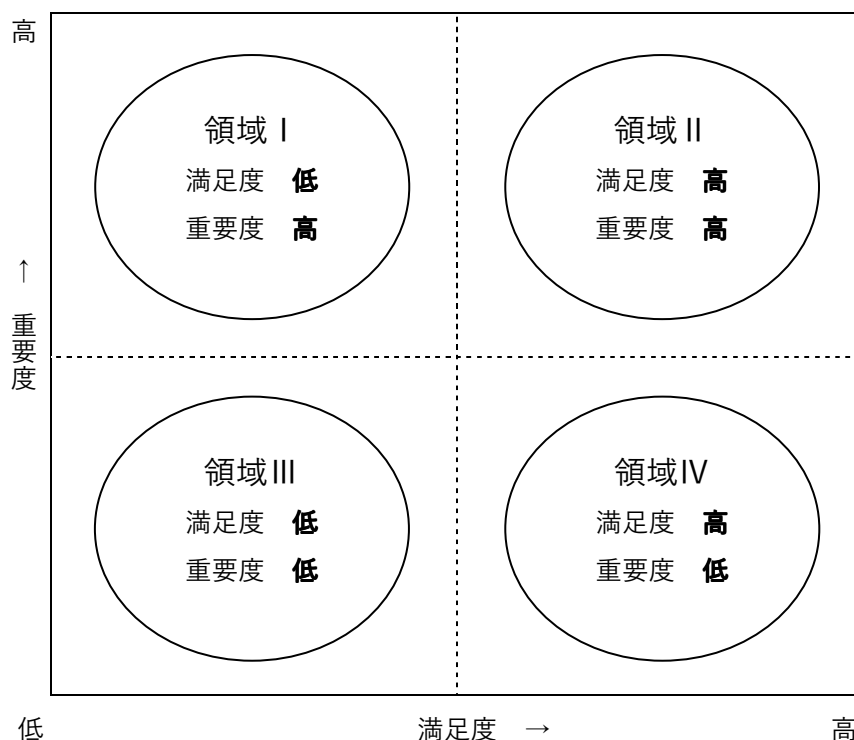 高
領域Ⅰ
満足度 低
重要度 高
領域Ⅱ
満足度 高
重要度 高
↑
重要度
領域Ⅲ
満足度 低
重要度 低
領域Ⅳ
満足度 高
重要度 低
低
満足度 →
高